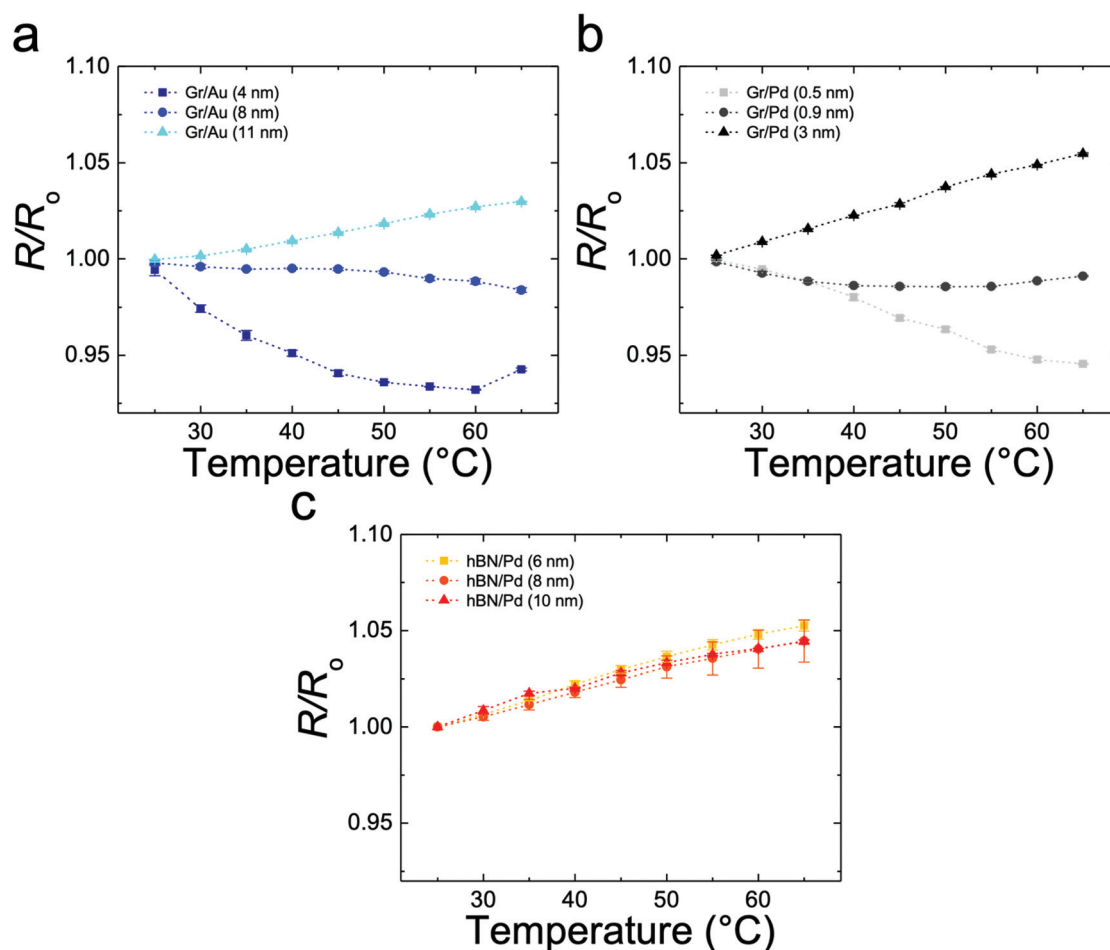 a
1.10
1.05
1.00
0.95
R/Ro
Gr/Au (4 nm)
Gr/Au (8 nm)
Gr/Au (11 nm)
30 40 50 60
Temperature (°C)
b
1.10
1.05
1.00
0.95
R/Ro
Gr/Pd (0.5 nm)
Gr/Pd (0.9 nm)
Gr/Pd (3 nm)
30 40 50 60
Temperature (°C)
c
1.10
1.05
1.00
0.95
R/Ro
hBN/Pd (6 nm)
hBN/Pd (8 nm)
hBN/Pd (10 nm)
30 40 50 60
Temperature (°C)